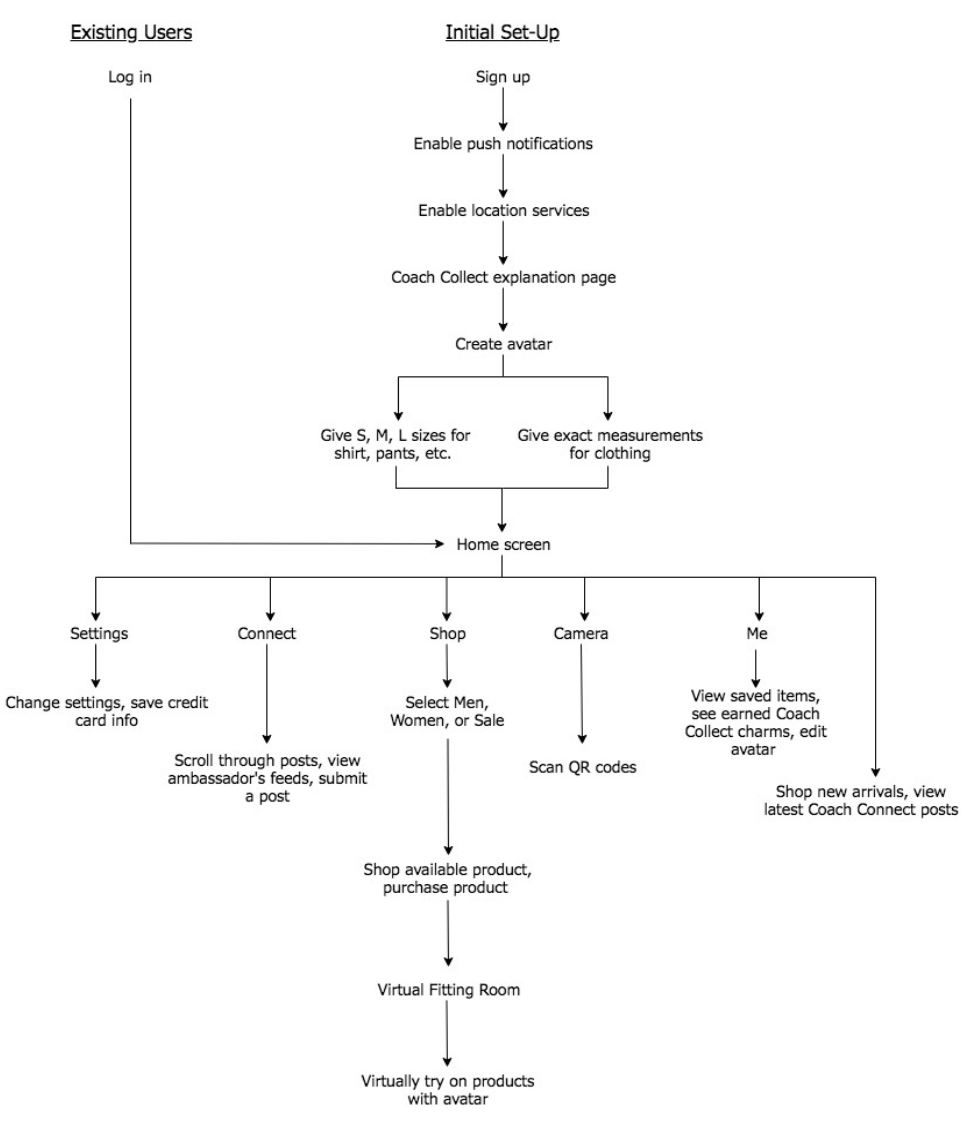 Existing Users
Initial Set-Up
Log in
Sign up
Enable push notifications
Enable location services
Coach Collect explanation page
Create avatar
Give S, M, L sizes for
shirt, pants, etc.
Give exact measurements
for clothing
Home screen
Settings
Connect
Shop
Camera
Me
Change settings, save credit
card info
Scroll through posts, view
ambassador's feeds, submit
a post
Select Men,
Women, or Sale
Scan QR codes
View saved items,
see earned Coach
Collect charms, edit
avatar
Shop new arrivals, view
latest Coach Connect posts
Shop available product,
purchase product
Virtual Fitting Room
Virtually try on products
with avatar